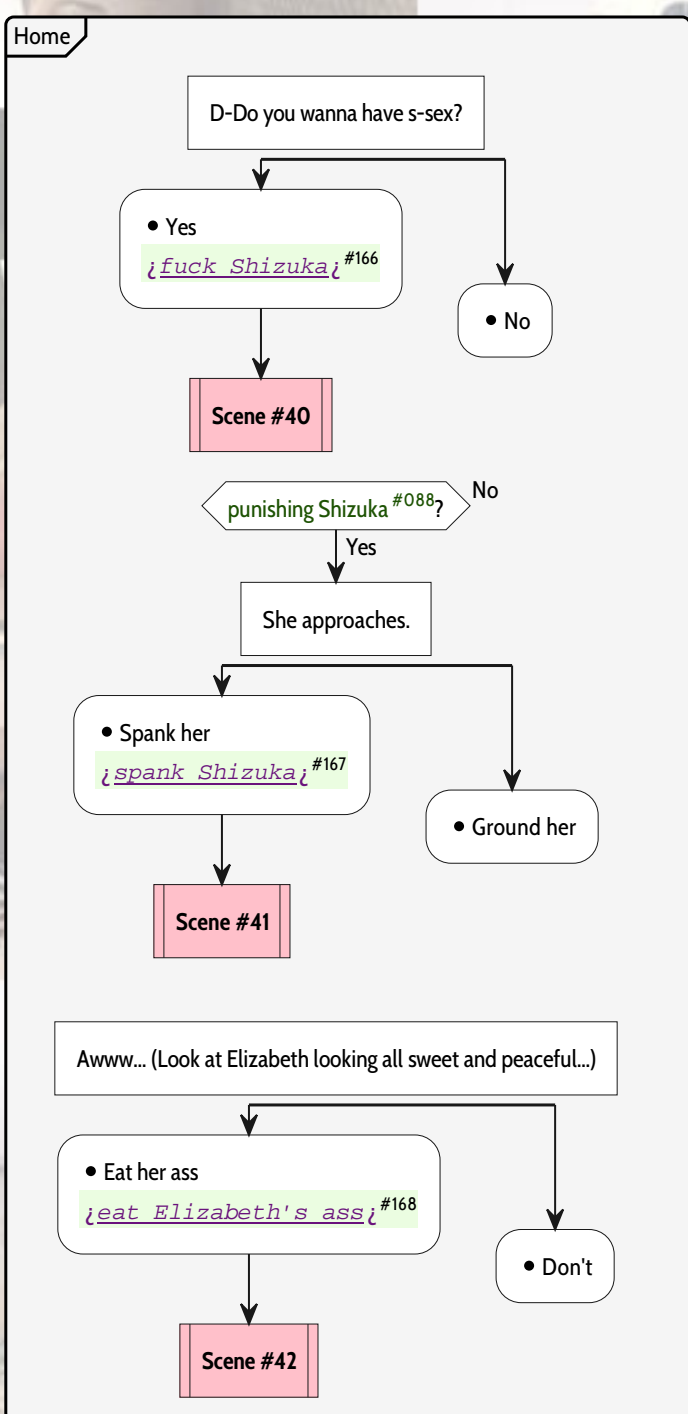 Home
D-Do you wanna have s-sex?
• Yes
¿fuck Shizuka¿ #166
• No
Scene #40
punishing Shizuka #088?
No
Yes
She approaches.
• Spank her
¿spank Shizuka¿ #167
• Ground her
Scene #41
Awww... (Look at Elizabeth looking all sweet and peaceful...)
• Eat her ass
¿eat Elizabeth's ass¿ #168
• Don't
Scene #42